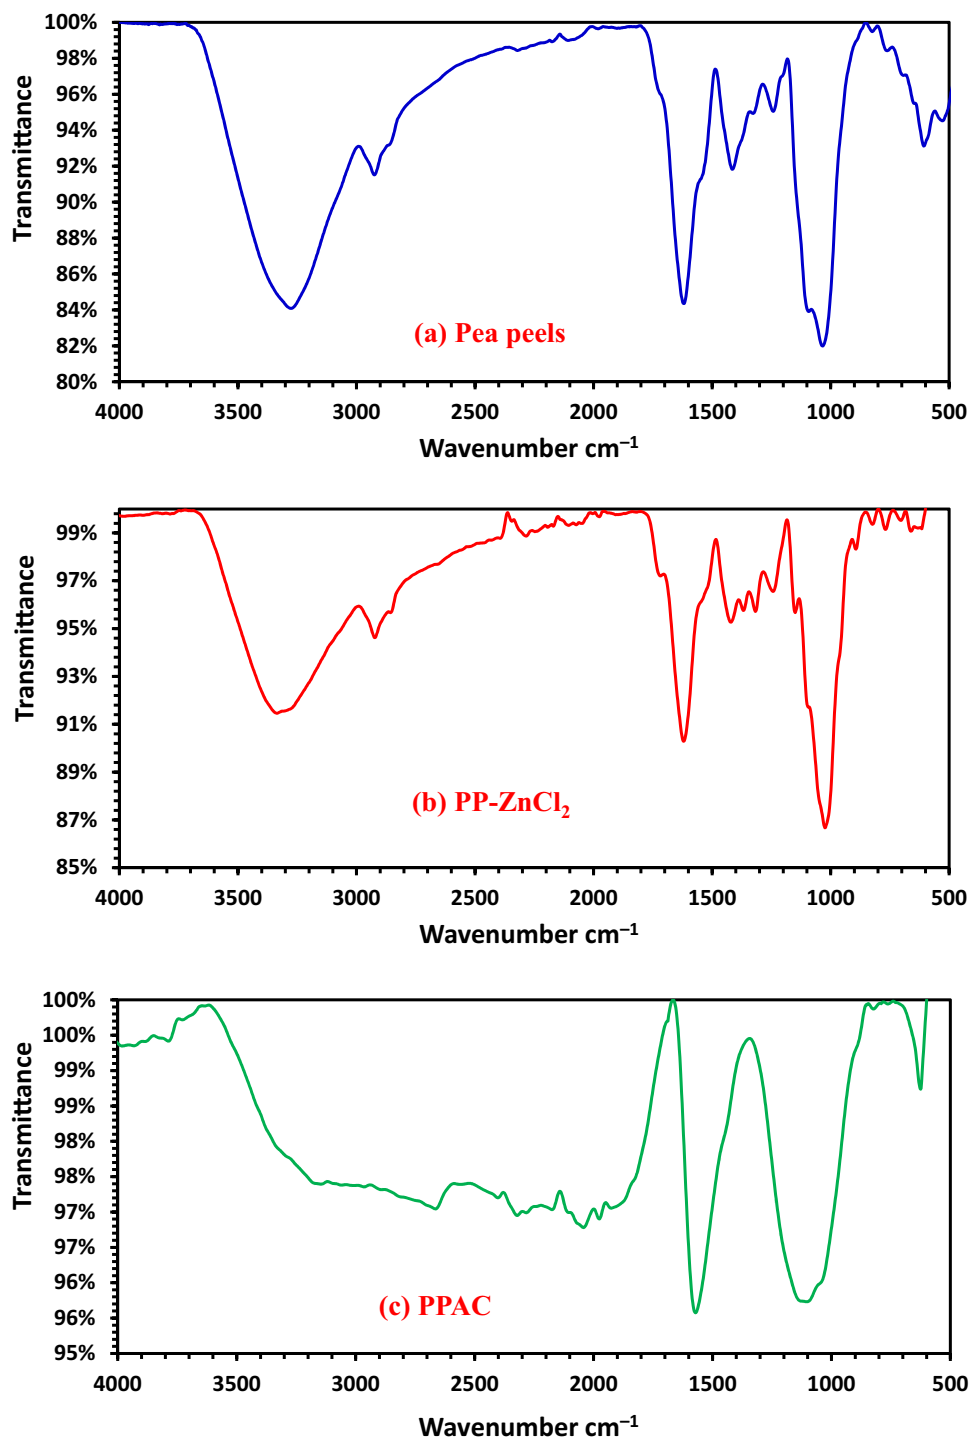 100%
98%
96%
94%
92%
90%
88%
86%
84%
82%
80%
Transmittance
(a) Pea peels
4000 3500 3000 2500 2000 1500 1000 500
Wavenumber cm⁻¹
99%
97%
95%
93%
91%
89%
87%
85%
Transmittance
(b) PP-ZnCl₂
4000 3500 3000 2500 2000 1500 1000 500
Wavenumber cm⁻¹
100%
100%
99%
99%
98%
98%
97%
97%
96%
96%
95%
Transmittance
(c) PPAC
4000 3500 3000 2500 2000 1500 1000 500
Wavenumber cm⁻¹